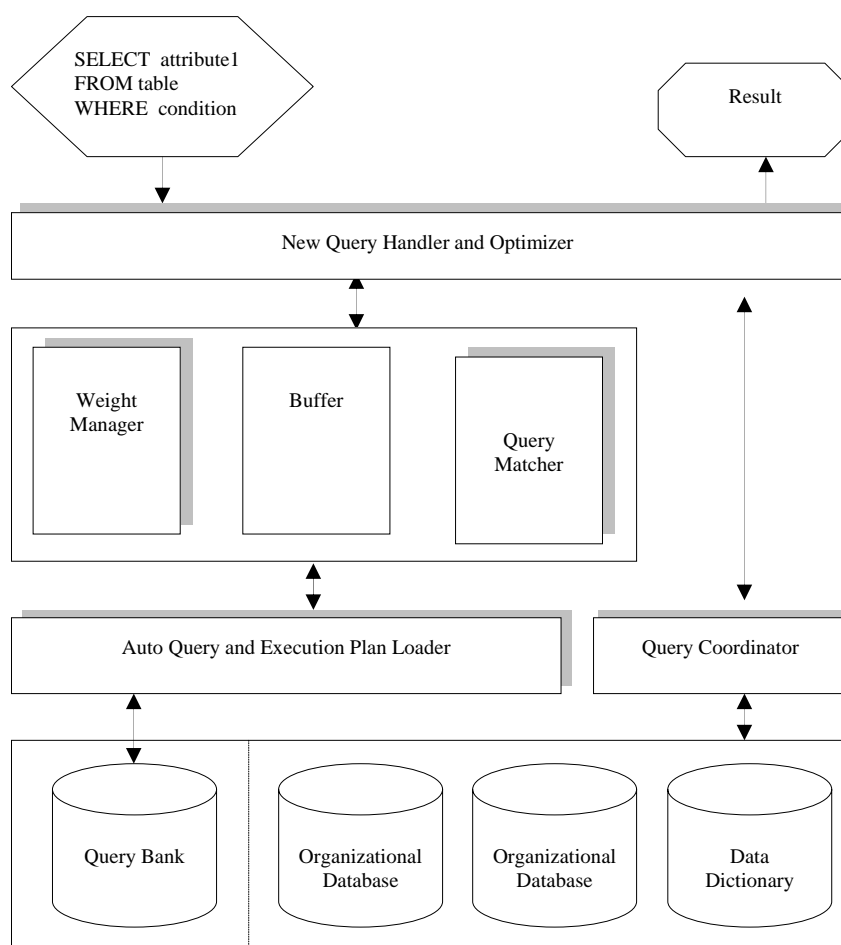 SELECT  attribute1
FROM table
WHERE  condition
Result
New Query Handler and Optimizer
Weight
Manager
Buffer
Query
Matcher
Auto Query and Execution Plan Loader
Query Coordinator
Query Bank
Organizational
Database
Organizational
Database
Data
Dictionary